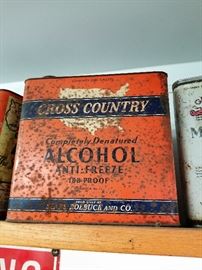 CROSS COUNTRY
Completely Denatured
ALCOHOL
ANTI-FREEZE
188 PROOF
ROEBUCK AND CO.